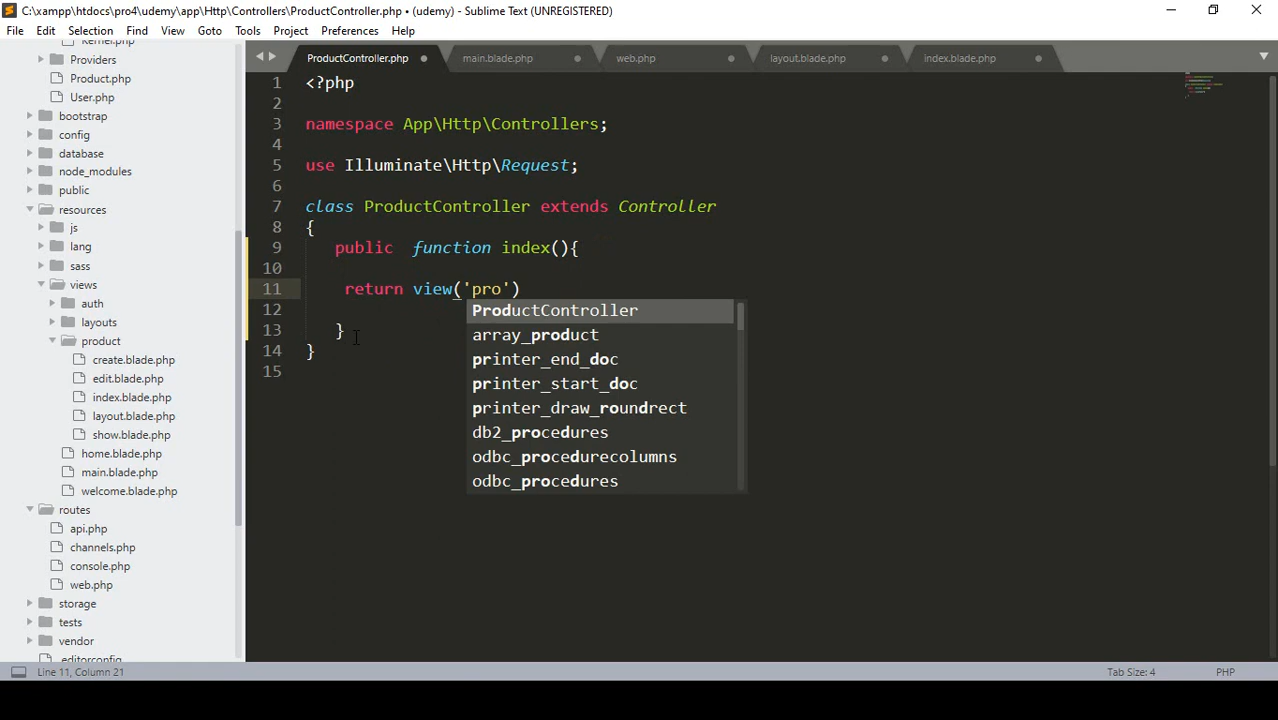 C:\xampp\htdocs\pro4\udemy\app\Http\Controllers\ProductController.php • (udemy) - Sublime Text (UNREGISTERED)
File Edit Selection Find View Goto Tools Project Preferences Help
Kernel.php
Providers
Product.php
User.php
bootstrap
config
database
node_modules
public
resources
js
lang
sass
views
auth
layouts
product
create.blade.php
edit.blade.php
index.blade.php
layout.blade.php
show.blade.php
home.blade.php
main.blade.php
welcome.blade.php
routes
api.php
channels.php
console.php
web.php
storage
tests
vendor
.editorconfig
ProductController.php main.blade.php web.php layout.blade.php index.blade.php
1 <?php
2
3 namespace App\Http\Controllers;
4
5 use Illuminate\Http\Request;
6
7 class ProductController extends Controller
8 {
9 public function index(){
10
11 return view('pro')
12
13 }
14 }
15
ProductController
array_product
printer_end_doc
printer_start_doc
printer_draw_roundrect
db2_procedures
odbc_procedurecolumns
odbc_procedures
Line 11, Column 21 Tab Size: 4 PHP